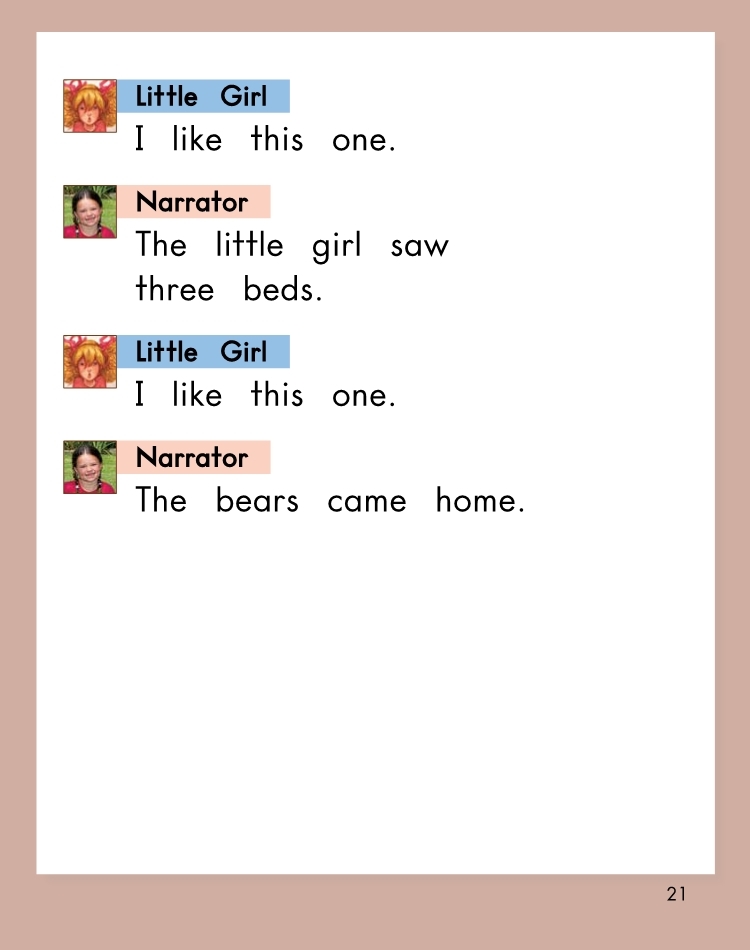 Little Girl
I like this one.
Narrator
The little girl saw
three beds.
Little Girl
I like this one.
Narrator
The bears came home.
21